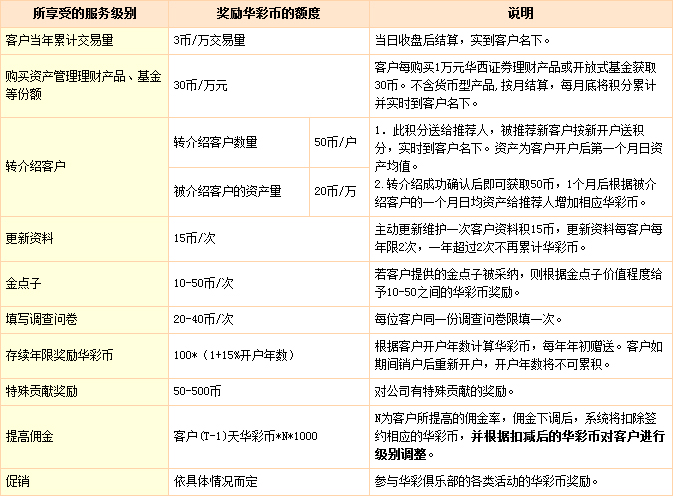 所享受的服务级别 奖励华彩币的额度 说明
客户当年累计交易量 3币/万交易量 当日收盘后结算，实到客户名下。
购买资产管理理财产品、基金
等份额
30币/万元
客户每购买1万元华西证劵理财产品或开放式基金获取
30币。不含货币型产品，按月结算，每月底将积分累计
并实时到客户名下。
转介绍客户
转介绍客户数量 50币/户
被介绍客户的资产量 20币/万
1．此积分送给推荐人，被推荐新客户按新开户送积
分，实时到客户名下。资产为客户开户后第一个月日资
产均值。
2.转介绍成功确认后即可获取50币，1个月后根据被介
绍客户的一个月日均资产给推荐人增加相应华彩币。
更新资料 15币/次
主动更新维护一次客户资料积15币，更新资料每客户每
年限2次，一年超过2次不再累计华彩币。
金点子 10-50币/次
若客户提供的金点子被采纳，则根据金点子价值程度给
予10-50之间的华彩币奖励。
填写调查问卷 20-40币/次 每位客户同一份调查问卷限填一次。
存续年限奖励华彩币 100*（1+15%开户年数）
根据客户开户年数计算华彩币，每年年初赠送。客户如
期间销户后重新开户，开户年数将不可累积。
特殊贡献奖励 50-500币 对公司有特殊贡献的奖励。
提高佣金 客户(T-1)天华彩币*N*1000
N为客户所提高的佣金率，佣金下调后，系统将扣除签
约相应的华彩币，并根据扣减后的华彩币对客户进行
级别调整。
促销 依具体情况而定 参与华彩俱乐部的各类活动的华彩币奖励。